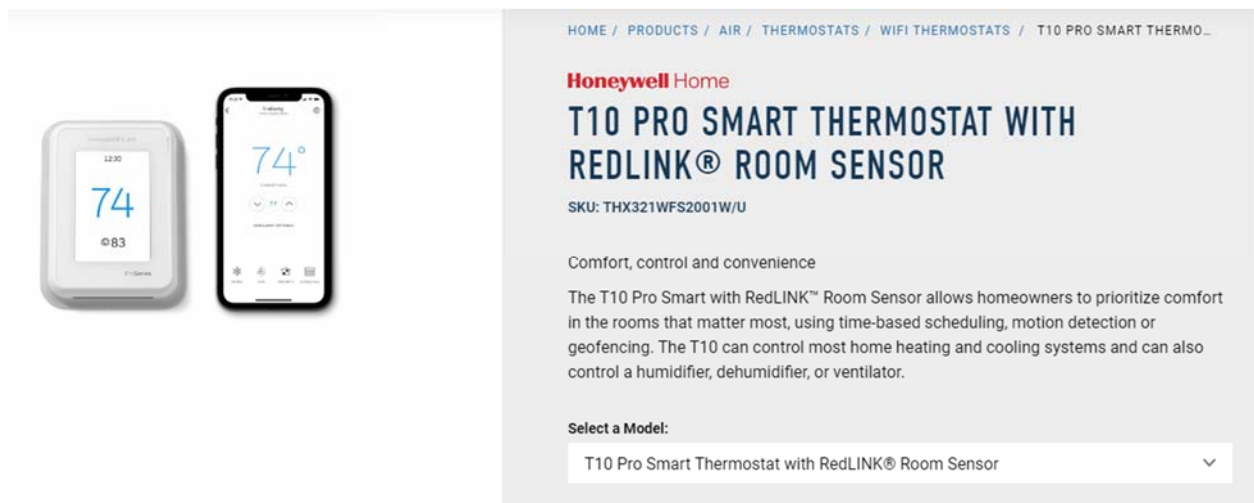 HOME / PRODUCTS / AIR / THERMOSTATS / WIFI THERMOSTATS / T10 PRO SMART THERMO…
Honeywell Home
T10 PRO SMART THERMOSTAT WITH
REDLINK® ROOM SENSOR
SKU: THX321WFS2001W/U
Comfort, control and convenience
The T10 Pro Smart with RedLINK™ Room Sensor allows homeowners to prioritize comfort
in the rooms that matter most, using time-based scheduling, motion detection or
geofencing. The T10 can control most home heating and cooling systems and can also
control a humidifier, dehumidifier, or ventilator.
Select a Model:
T10 Pro Smart Thermostat with RedLINK® Room Sensor
12:30
74
83
ProSeries
74°